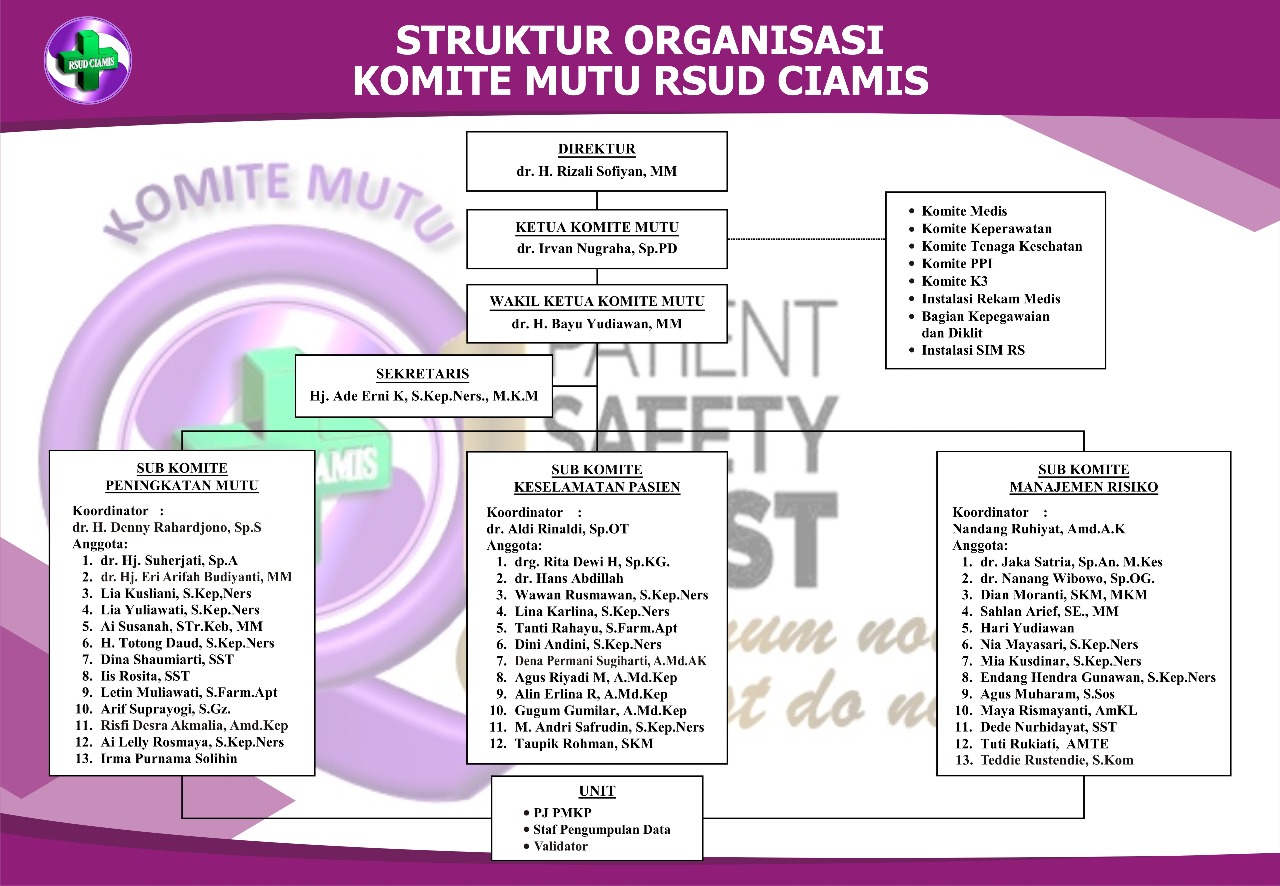 RSUD CIAMIS
STRUKTUR ORGANISASI
KOMITE MUTU RSUD CIAMIS
KOMITE MUTU
DIREKTUR
dr. H. Rizali Sofiyan, MM
KETUA KOMITE MUTU
dr. Irvan Nugraha, Sp.PD
• Komite Medis
• Komite Keperawatan
• Komite Tenaga Kesehatan
• Komite PPI
• Komite K3
• Instalasi Rekam Medis
• Bagian Kepegawaian
dan Diklit
• Instalasi SIM RS
WAKIL KETUA KOMITE MUTU
dr. H. Bayu Yudiawan, MM
SEKRETARIS
Hj. Ade Erni K, S.Kep.Ners., M.K.M
PATIENT
SAFETY
CIAMIS
SUB KOMITE
PENINGKATAN MUTU
Koordinator :
dr. H. Denny Rahardjono, Sp.S
Anggota:
1. dr. Hj. Suherjati, Sp.A
2. dr. Hj. Eri Arifah Budiyanti, MM
3. Lia Kusliani, S.Kep,Ners
4. Lia Yuliawati, S.Kep.Ners
5. Ai Susanah, STr.Keb, MM
6. H. Totong Daud, S.Kep.Ners
7. Dina Shaumiarti, SST
8. Iis Rosita, SST
9. Letin Muliawati, S.Farm.Apt
10. Arif Suprayogi, S.Gz.
11. Risfi Desra Akmalia, Amd.Kep
12. Ai Lelly Rosmaya, S.Kep.Ners
13. Irma Purnama Solihin
SUB KOMITE
KESELAMATAN PASIEN
Koordinator :
dr. Aldi Rinaldi, Sp.OT
Anggota:
1. drg. Rita Dewi H, Sp.KG.
2. dr. Hans Abdillah
3. Wawan Rusmawan, S.Kep.Ners
4. Lina Karlina, S.Kep.Ners
5. Tanti Rahayu, S.Farm.Apt
6. Dini Andini, S.Kep.Ners
7. Dena Permani Sugiharti, A.Md.AK
8. Agus Riyadi M, A.Md.Kep
9. Alin Erlina R, A.Md.Kep
10. Gugum Gumilar, A.Md.Kep
11. M. Andri Safrudin, S.Kep.Ners
12. Taupik Rohman, SKM
SUB KOMITE
MANAJEMEN RISIKO
Koordinator :
Nandang Ruhiyat, Amd.A.K
Anggota:
1. dr. Jaka Satria, Sp.An. M.Kes
2. dr. Nanang Wibowo, Sp.OG.
3. Dian Moranti, SKM, MKM
4. Sahlan Arief, SE., MM
5. Hari Yudiawan
6. Nia Mayasari, S.Kep.Ners
7. Mia Kusdinar, S.Kep.Ners
8. Endang Hendra Gunawan, S.Kep.Ners
9. Agus Muharam, S.Sos
10. Maya Rismayanti, AmKL
11. Dede Nurhidayat, SST
12. Tuti Rukiati, AMTE
13. Teddie Rustendie, S.Kom
UNIT
• PJ PMKP
• Staf Pengumpulan Data
• Validator